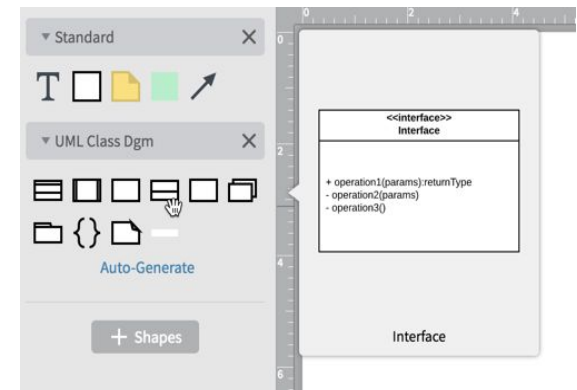 Standard
T
UML Class Dgm
{}
Auto-Generate
+ Shapes
0 2 4
0
2
4
6
<<interface>>
Interface
+ operation1(params):returnType
- operation2(params)
- operation3()
Interface